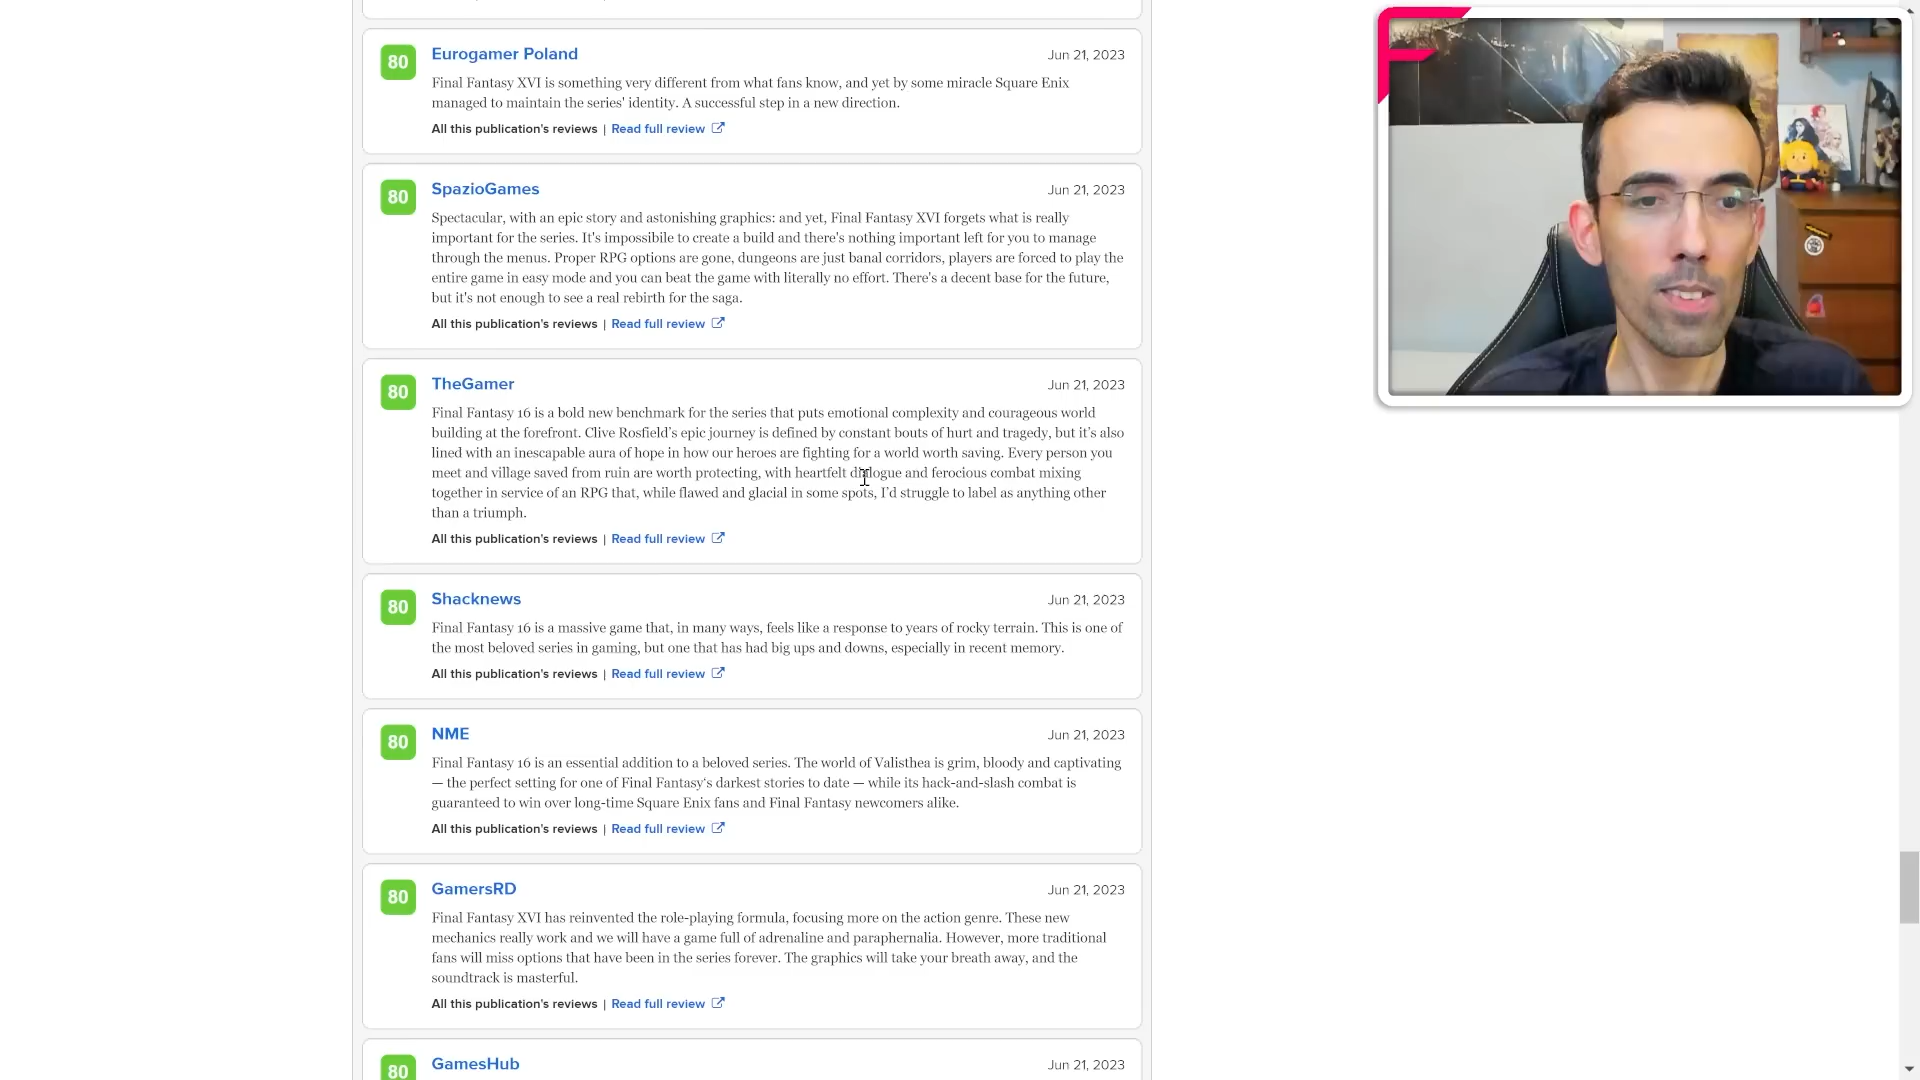 80
Eurogamer Poland
Jun 21, 2023
Final Fantasy XVI is something very different from what fans know, and yet by some miracle Square Enix
managed to maintain the series' identity. A successful step in a new direction.
All this publication's reviews | Read full review
80
SpazioGames
Jun 21, 2023
Spectacular, with an epic story and astonishing graphics: and yet, Final Fantasy XVI forgets what is really
important for the series. It's impossibile to create a build and there's nothing important left for you to manage
through the menus. Proper RPG options are gone, dungeons are just banal corridors, players are forced to play the
entire game in easy mode and you can beat the game with literally no effort. There's a decent base for the future,
but it's not enough to see a real rebirth for the saga.
All this publication's reviews | Read full review
80
TheGamer
Jun 21, 2023
Final Fantasy 16 is a bold new benchmark for the series that puts emotional complexity and courageous world
building at the forefront. Clive Rosfield's epic journey is defined by constant bouts of hurt and tragedy, but it's also
lined with an inescapable aura of hope in how our heroes are fighting for a world worth saving. Every person you
meet and village saved from ruin are worth protecting, with heartfelt dialogue and ferocious combat mixing
together in service of an RPG that, while flawed and glacial in some spots, I'd struggle to label as anything other
than a triumph.
All this publication's reviews | Read full review
80
Shacknews
Jun 21, 2023
Final Fantasy 16 is a massive game that, in many ways, feels like a response to years of rocky terrain. This is one of
the most beloved series in gaming, but one that has had big ups and downs, especially in recent memory.
All this publication's reviews | Read full review
80
NME
Jun 21, 2023
Final Fantasy 16 is an essential addition to a beloved series. The world of Valisthea is grim, bloody and captivating
— the perfect setting for one of Final Fantasy‘s darkest stories to date — while its hack-and-slash combat is
guaranteed to win over long-time Square Enix fans and Final Fantasy newcomers alike.
All this publication's reviews | Read full review
80
GamersRD
Jun 21, 2023
Final Fantasy XVI has reinvented the role-playing formula, focusing more on the action genre. These new
mechanics really work and we will have a game full of adrenaline and paraphernalia. However, more traditional
fans will miss options that have been in the series forever. The graphics will take your breath away, and the
soundtrack is masterful.
All this publication's reviews | Read full review
80
GamesHub
Jun 21, 2023